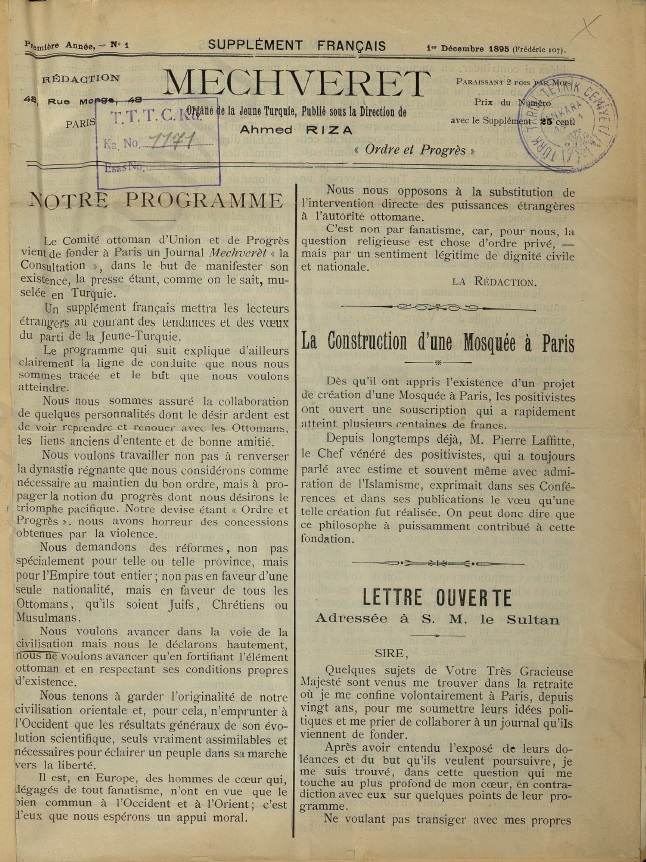 Première Année, — N° 1
SUPPLÉMENT FRANÇAIS
1er Décembre 1895 (Frédéric 107).
RÉDACTION
48, Rue Monge, 48
PARIS
MECHVERET
Organe de la Jeune Turquie, Publié sous la Direction de
Ahmed RIZA
« Ordre et Progrès »
Paraissant 2 fois par Mois
Prix du Numéro
avec le Supplément 25 cent.
T.T.T.C. Kü.
Ka. No. 1171
Esas No.
NOTRE PROGRAMME
Le Comité ottoman d'Union et de Progrès
vient de fonder à Paris un Journal Mechverèt « la
Consultation », dans le but de manifester son
existence, la presse étant, comme on le sait, mu-
selée en Turquie.
Un supplément français mettra les lecteurs
étrangers au courant des tendances et des vœux
du parti de la Jeune-Turquie.
Le programme qui suit explique d'ailleurs
clairement la ligne de conduite que nous nous
sommes tracée et le but que nous voulons
atteindre.
Nous nous sommes assuré la collaboration
de quelques personnalités dont le désir ardent est
de voir reprendre et renouer avec les Ottomans,
les liens anciens d'entente et de bonne amitié.
Nous voulons travailler non pas à renverser
la dynastie régnante que nous considérons comme
nécessaire au maintien du bon ordre, mais à pro-
pager la notion du progrès dont nous désirons le
triomphe pacifique. Notre devise étant « Ordre et
Progrès », nous avons horreur des concessions
obtenues par la violence.
Nous demandons des réformes, non pas
spécialement pour telle ou telle province, mais
pour l'Empire tout entier ; non pas en faveur d'une
seule nationalité, mais en faveur de tous les
Ottomans, qu'ils soient Juifs, Chrétiens ou
Musulmans.
Nous voulons avancer dans la voie de la
civilisation mais nous le déclarons hautement,
nous ne voulons avancer qu'en fortifiant l'élément
ottoman et en respectant ses conditions propres
d'existence.
Nous tenons à garder l'originalité de notre
civilisation orientale et, pour cela, n'emprunter à
l'Occident que les résultats généraux de son évo-
lution scientifique, seuls vraiment assimilables et
nécessaires pour éclairer un peuple dans sa marche
vers la liberté.
Il est, en Europe, des hommes de cœur qui,
dégagés de tout fanatisme, n'ont en vue que le
bien commun à l'Occident et à l'Orient ; c'est
d'eux que nous espérons un appui moral.
Nous nous opposons à la substitution de
l'intervention directe des puissances étrangères
à l'autorité ottomane.
C'est non par fanatisme, car, pour nous, la
question religieuse est chose d'ordre privé, —
mais par un sentiment légitime de dignité civile
et nationale.
LA RÉDACTION.
La Construction d'une Mosquée à Paris
Dès qu'il ont appris l'existence d'un projet
de création d'une Mosquée à Paris, les positivistes
ont ouvert une souscription qui a rapidement
atteint plusieurs centaines de francs.
Depuis longtemps déjà, M. Pierre Laffitte,
le Chef vénéré des positivistes, qui a toujours
parlé avec estime et souvent même avec admi-
ration de l'Islamisme, exprimait dans ses Confé-
rences et dans ses publications le vœu qu'une
telle création fut réalisée. On peut donc dire que
ce philosophe à puissamment contribué à cette
fondation.
LETTRE OUVERTE
Adressée à S. M. le Sultan
SIRE,
Quelques sujets de Votre Très Gracieuse
Majesté sont venus me trouver dans la retraite
où je me confine volontairement à Paris, depuis
vingt ans, pour me soumettre leurs idées poli-
tiques et me prier de collaborer à un journal qu'ils
viennent de fonder.
Après avoir entendu l'exposé de leurs do-
léances et du but qu'ils veulent poursuivre, je
me suis trouvé, dans cette question qui me
touche au plus profond de mon cœur, en contra-
diction avec eux sur quelques points de leur pro-
gramme.
Ne voulant pas transiger avec mes propres